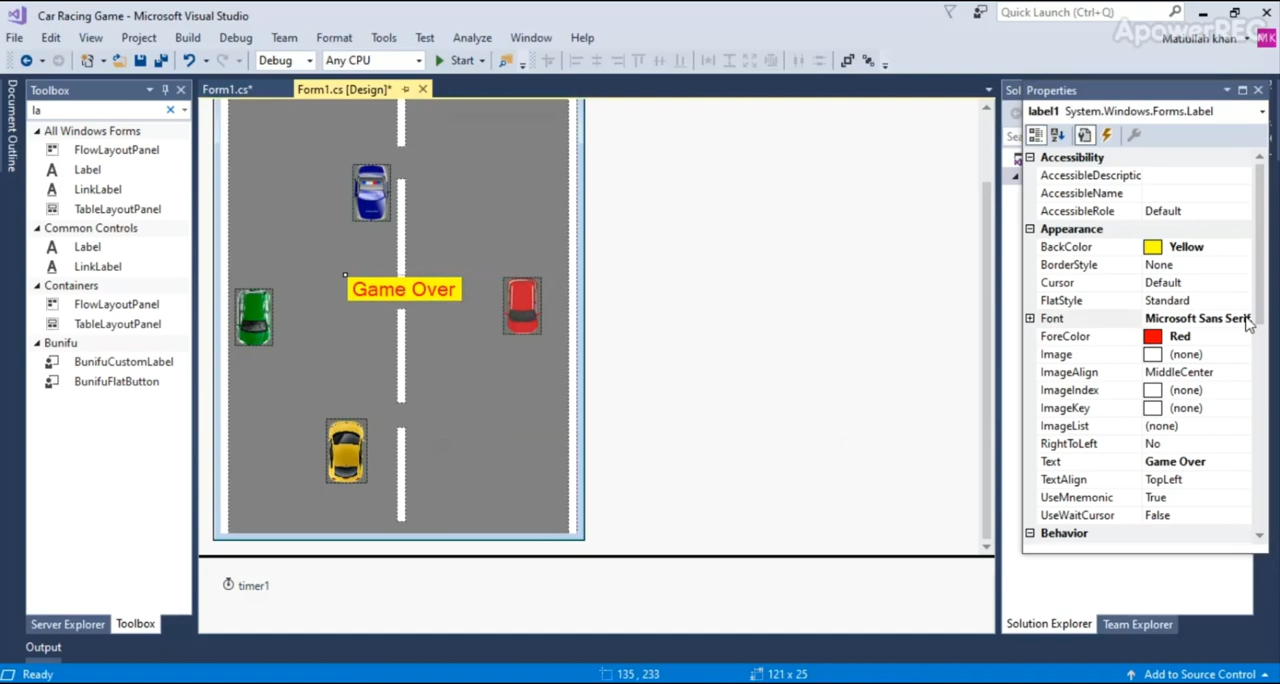 Car Racing Game - Microsoft Visual Studio
Quick Launch (Ctrl+Q)
ApowerREC
File Edit View Project Build Debug Team Format Tools Test Analyze Window Help
Matiullah khan MK
Debug Any CPU Start
Document Outline
Toolbox
la
All Windows Forms
FlowLayoutPanel
A Label
A LinkLabel
TableLayoutPanel
Common Controls
A Label
A LinkLabel
Containers
FlowLayoutPanel
TableLayoutPanel
Bunifu
BunifuCustomLabel
BunifuFlatButton
Server Explorer Toolbox
Form1.cs* Form1.cs [Design]*
Game Over
timer1
Sol
Sea
Properties
label1 System.Windows.Forms.Label
Accessibility
AccessibleDescriptic
AccessibleName
AccessibleRole Default
Appearance
BackColor Yellow
BorderStyle None
Cursor Default
FlatStyle Standard
Font Microsoft Sans Serif
ForeColor Red
Image (none)
ImageAlign MiddleCenter
ImageIndex (none)
ImageKey (none)
ImageList (none)
RightToLeft No
Text Game Over
TextAlign TopLeft
UseMnemonic True
UseWaitCursor False
Behavior
Solution Explorer Team Explorer
Output
Ready 135 , 233 121 x 25 Add to Source Control